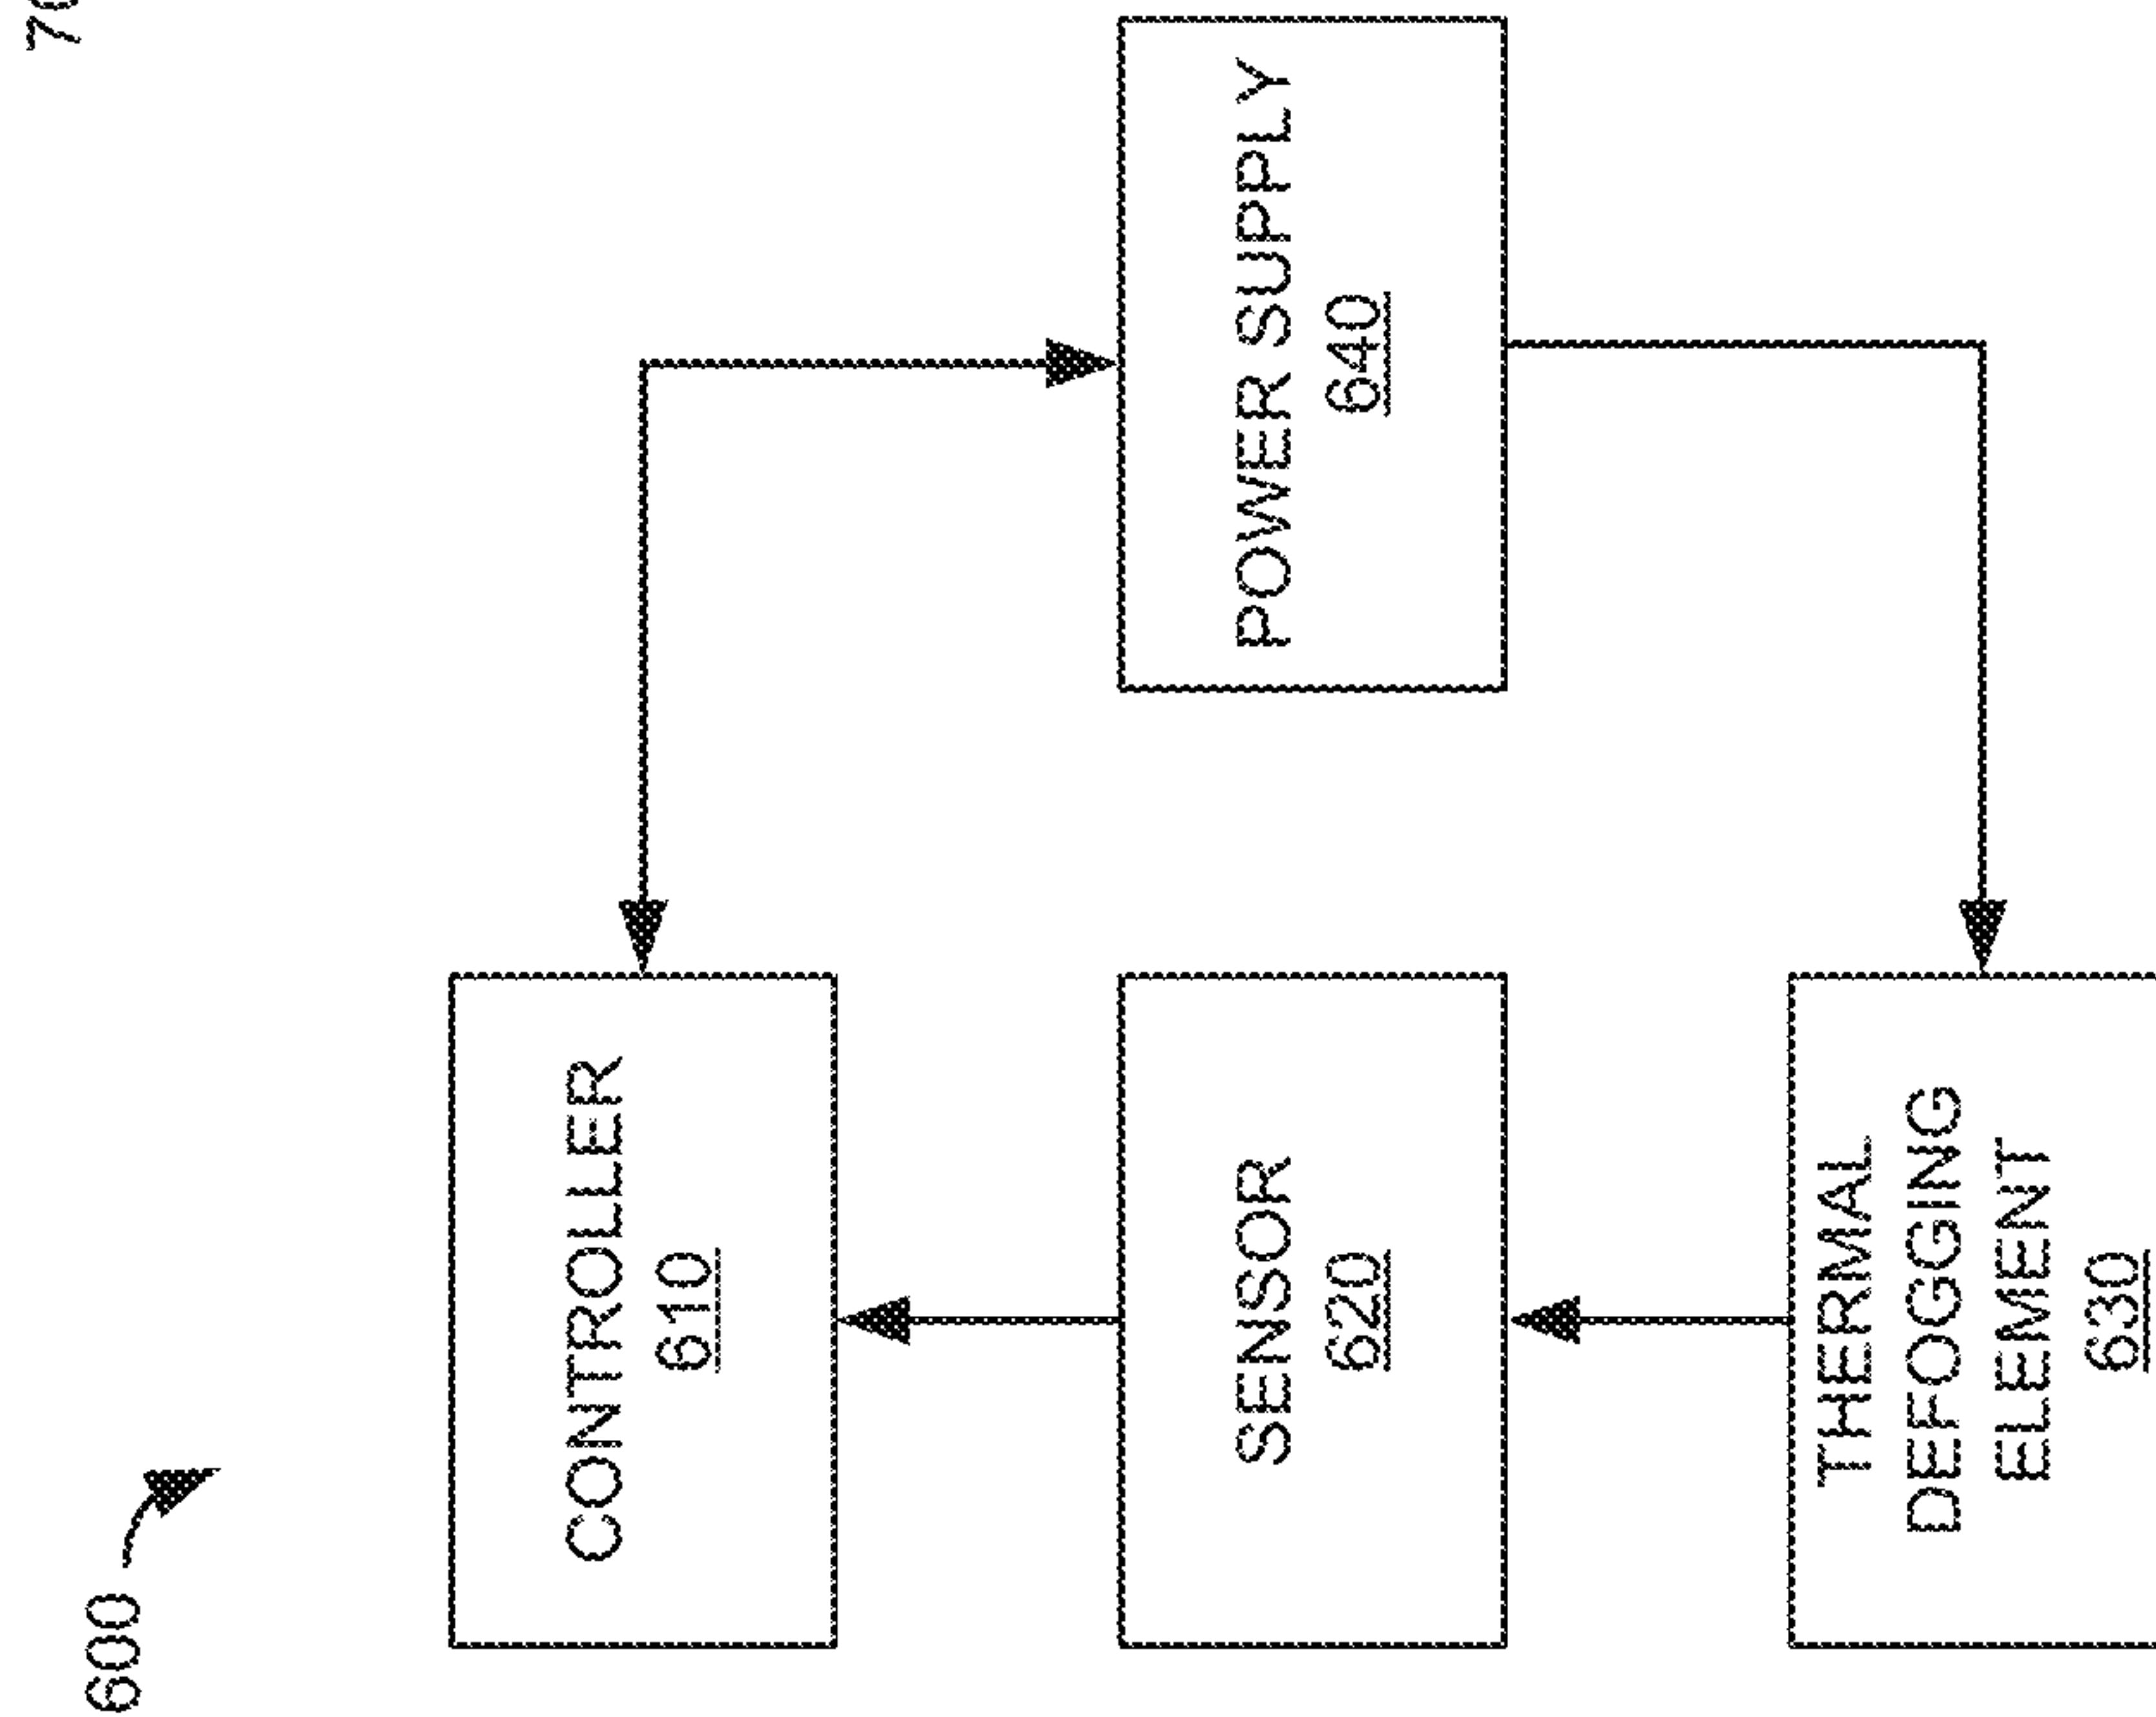 600
CONTROLLER
610
SENSOR
620
THERMAL
DEFOGGING
ELEMENT
630
POWER SUPPLY
640